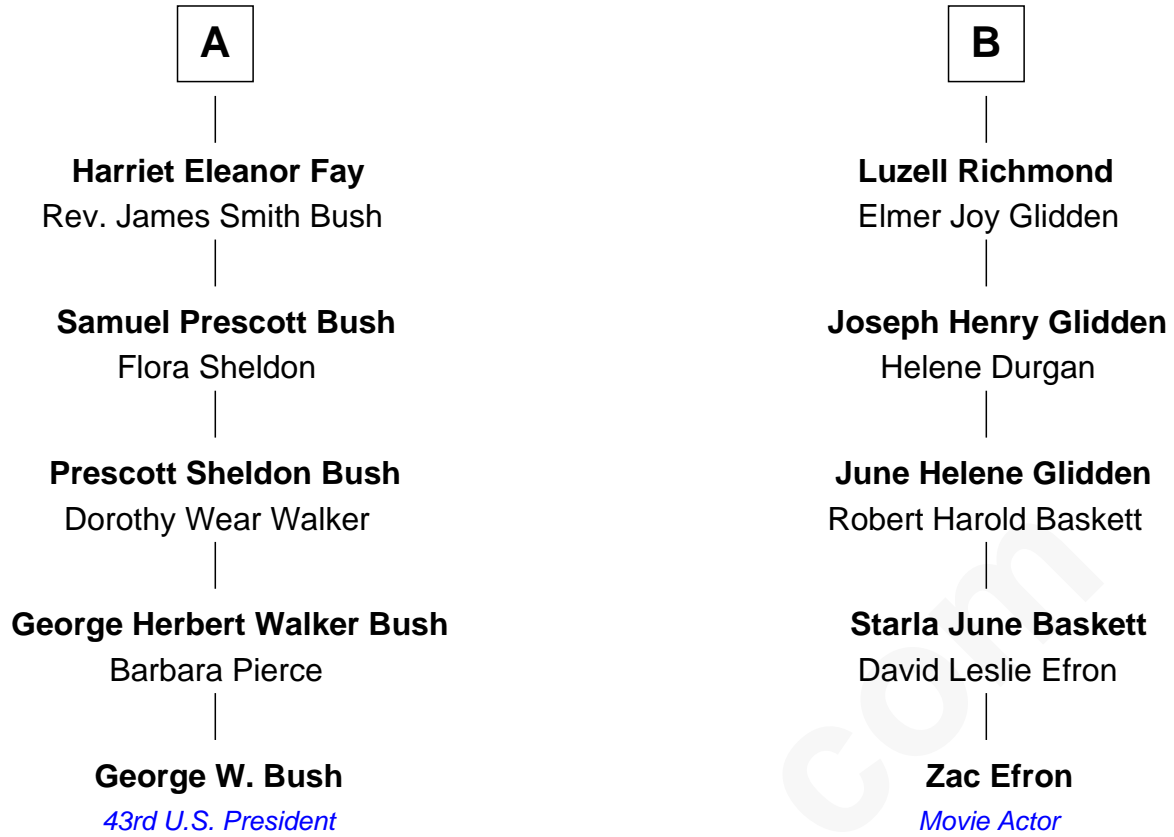 A
Harriet Eleanor Fay
Rev. James Smith Bush
Samuel Prescott Bush
Flora Sheldon
Prescott Sheldon Bush
Dorothy Wear Walker
George Herbert Walker Bush
Barbara Pierce
George W. Bush
43rd U.S. President
B
Luzell Richmond
Elmer Joy Glidden
Joseph Henry Glidden
Helene Durgan
June Helene Glidden
Robert Harold Baskett
Starla June Baskett
David Leslie Efron
Zac Efron
Movie Actor
com